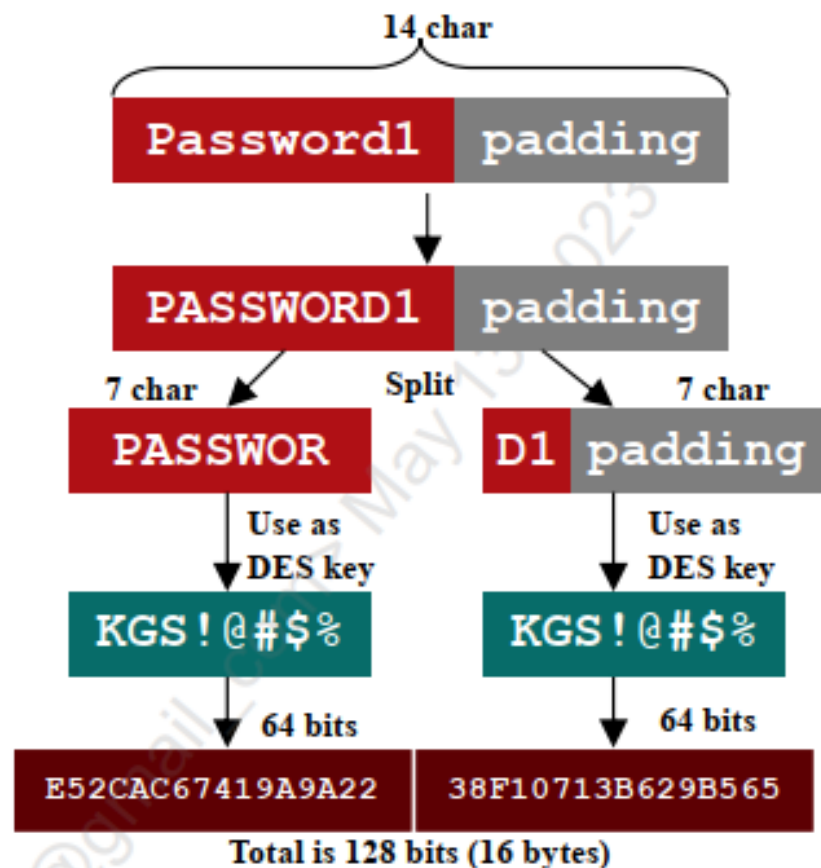 14 char
Password1 padding
PASSWORD1 padding
7 char Split 7 char
PASSWOR D1 padding
Use as Use as
DES key DES key
KGS!@#$% KGS!@#$%
64 bits 64 bits
E52CAC67419A9A22 38F10713B629B565
Total is 128 bits (16 bytes)